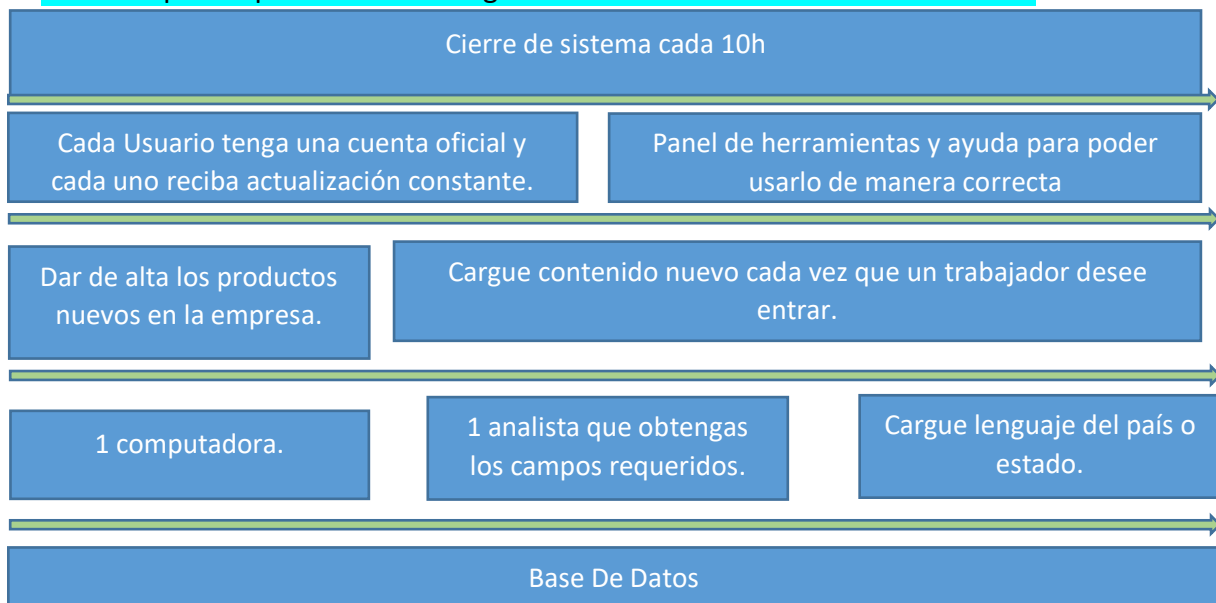 Cierre de sistema cada 10h
Cada Usuario tenga una cuenta oficial y
cada uno reciba actualización constante.
Panel de herramientas y ayuda para poder
usarlo de manera correcta
Dar de alta los productos
nuevos en la empresa.
Cargue contenido nuevo cada vez que un trabajador desee
entrar.
1 computadora.
1 analista que obtengas
los campos requeridos.
Cargue lenguaje del país o
estado.
Base De Datos